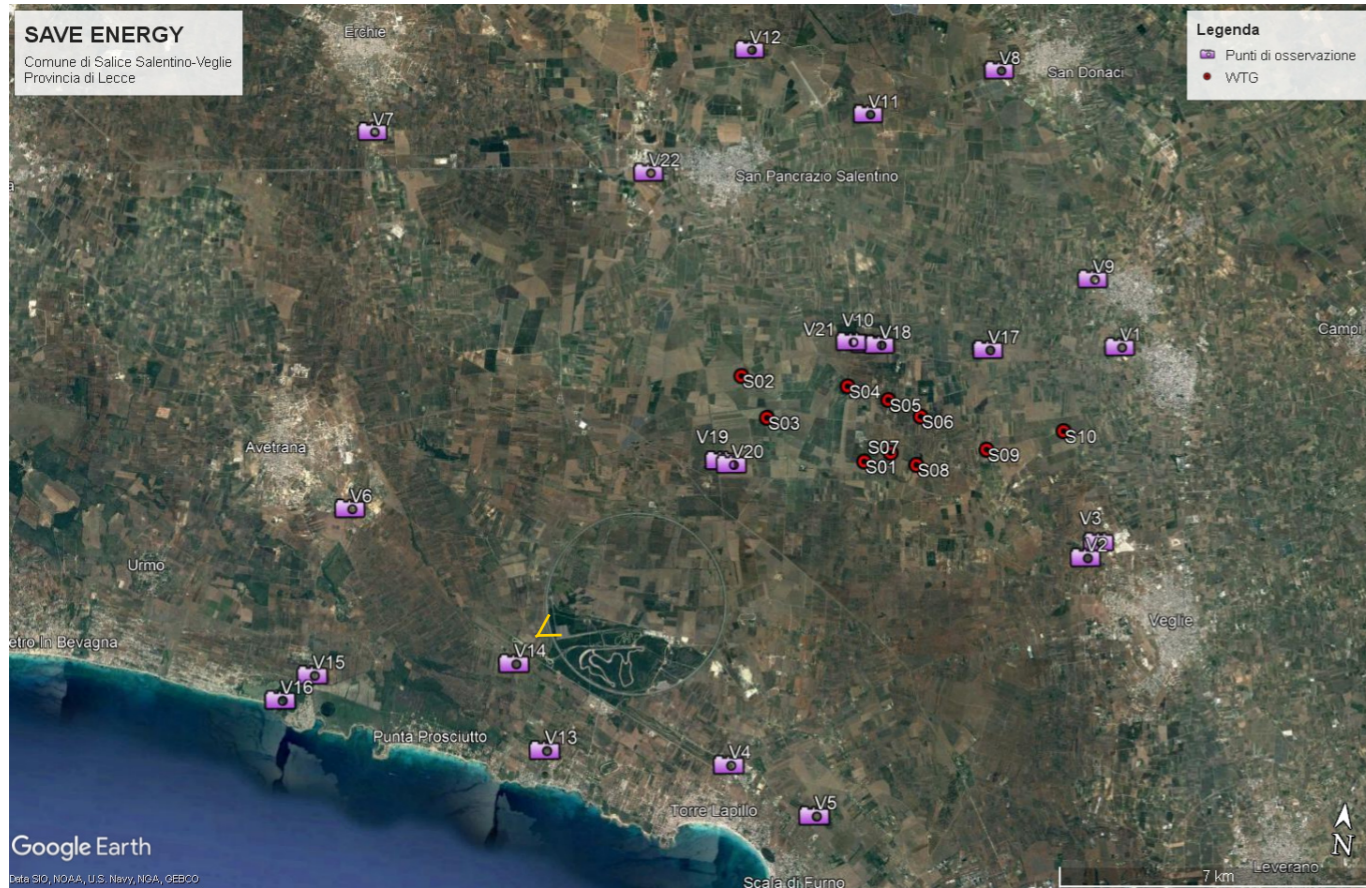 SAVE ENERGY
Comune di Salice Salentino-Veglie
Provincia di Lecce
Legenda
Punti di osservazione
WTG
Erchie
V12
V8
San Donaci
V11
V7
V22
San Pancrazio Salentino
V9
V10
V21
V18
V17
V1
Campi
S02
S04
S05
S03
S06
S10
Avetrana
V19
V20
S07
S01
S08
S09
V6
V3
V2
Urmo
Veglie
etro In Bevagna
V14
V15
V16
Punta Prosciutto
V13
V4
Torre Lapillo
V5
Google Earth
N
Leverano
Data SIO, NOAA, U.S. Navy, NGA, GEBCO
7 km
Scala di Furno